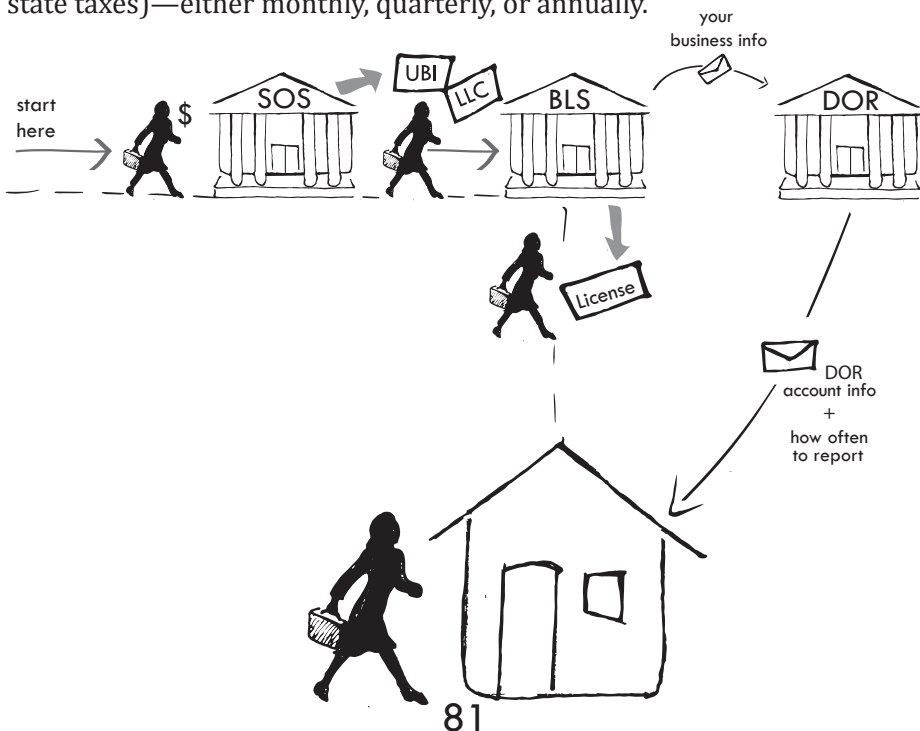 state taxes)—either monthly, quarterly, or annually.
your
business info
start
here
$
SOS
UBI
LLC
BLS
DOR
License
DOR
account info
+
how often
to report
81